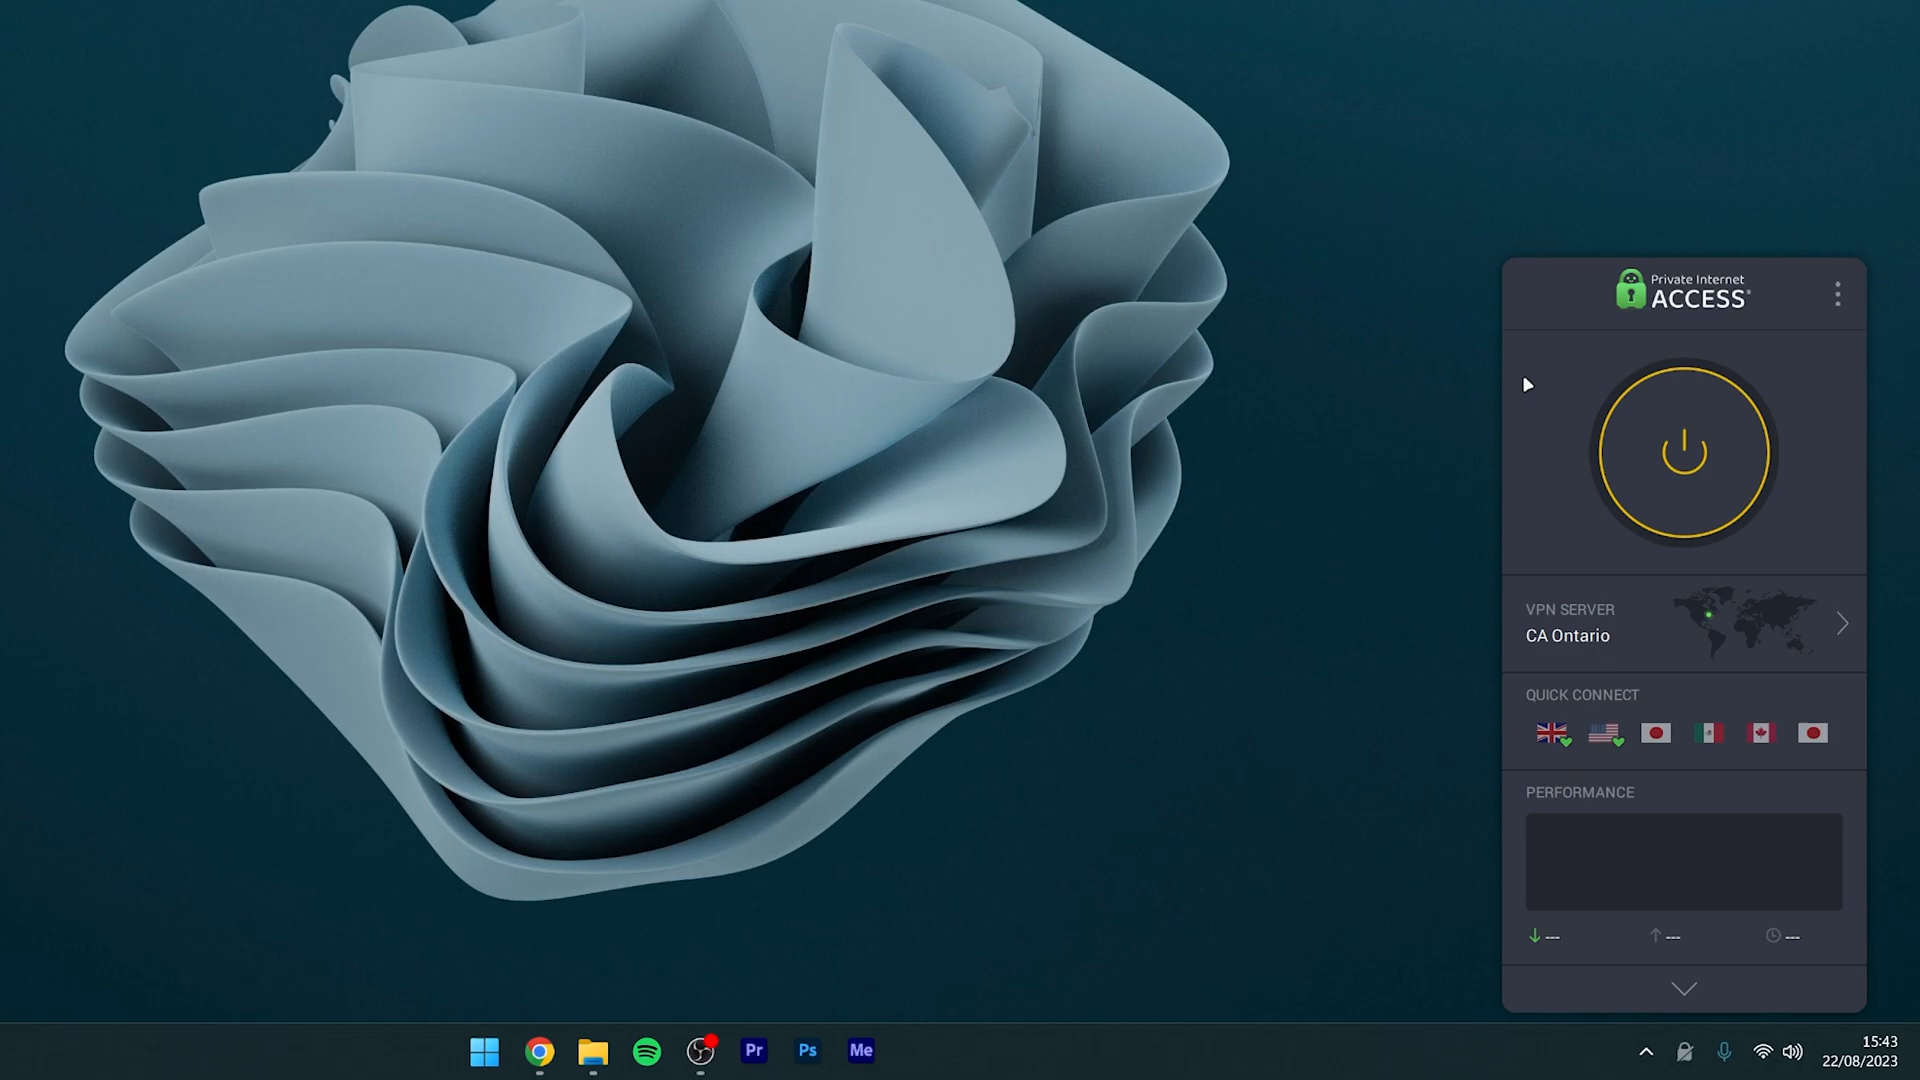 Private Internet
ACCESS®
VPN SERVER
CA Ontario
QUICK CONNECT
PERFORMANCE
---
---
---
Pr
Ps
Me
15:43
22/08/2023